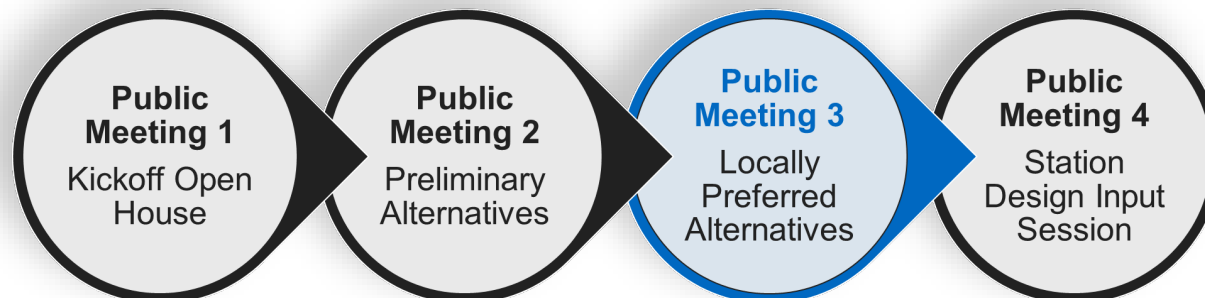 Public
Meeting 1
Kickoff Open
House
Public
Meeting 2
Preliminary
Alternatives
Public
Meeting 3
Locally
Preferred
Alternatives
Public
Meeting 4
Station
Design Input
Session